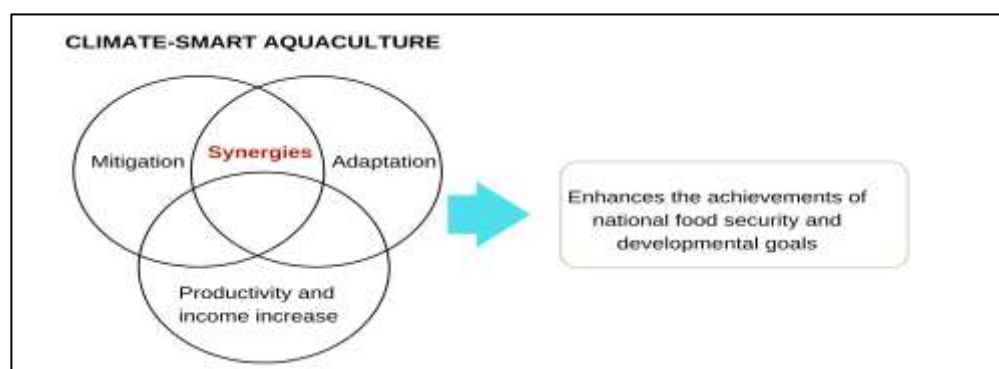 CLIMATE-SMART AQUACULTURE
Mitigation
Synergies
Adaptation
Productivity and
income increase
Enhances the achievements of
national food security and
developmental goals